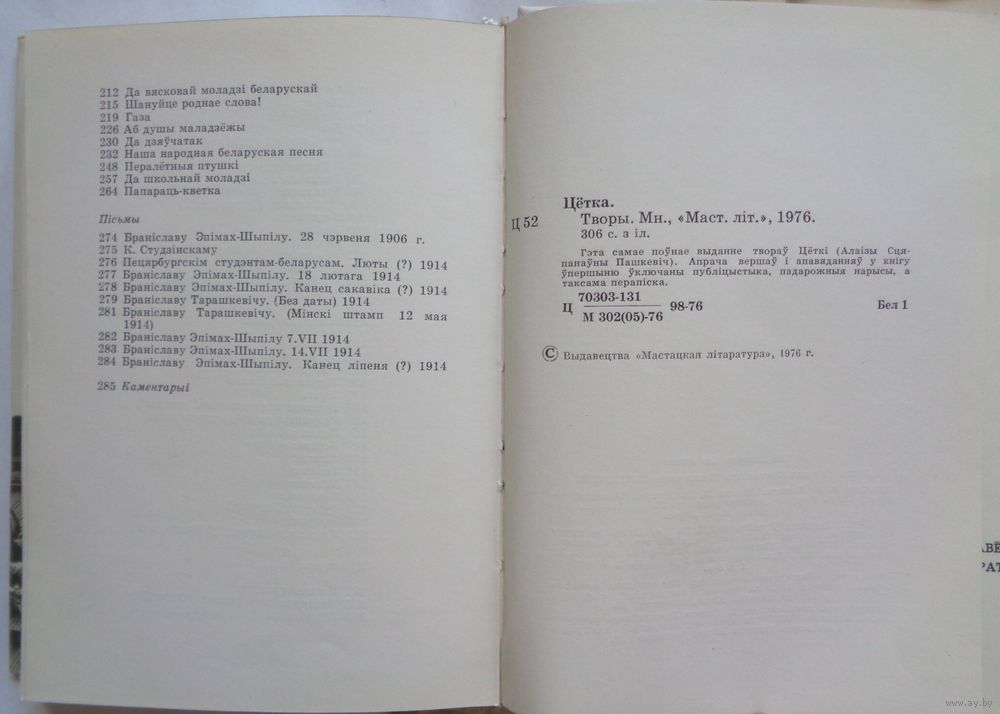 212 Да вясковай моладзі беларускай
215 Шануйце роднае слова!
219 Газа
226 Аб душы маладзёжы
230 Да дзяўчатак
232 Наша народная беларуская песня
248 Пералётныя птушкі
257 Да школьнай моладзі
264 Папараць-кветка
Пісьмы
274 Браніславу Эпімах-Шыпілу. 28 чэрвеня 1906 г.
275 К. Студзінскаму
276 Пецярбургскім студэнтам-беларусам. Люты (?) 1914
277 Браніславу Эпімах-Шыпілу. 18 лютага 1914
278 Браніславу Эпімах-Шыпілу. Канец сакавіка (?) 1914
279 Браніславу Тарашкевічу. (Без даты) 1914
281 Браніславу Тарашкевічу. (Мінскі штамп 12 мая
1914)
282 Браніславу Эпімах-Шыпілу 7.VII 1914
283 Браніславу Эпімах-Шыпілу. 14.VII 1914
284 Браніславу Эпімах-Шыпілу. Канец ліпеня (?) 1914
285 Каментарыі
Цётка.
Ц 52 Творы. Мн., «Маст. літ.», 1976.
306 с. з іл.
Гэта самае поўнае выданне твораў Цёткі (Алаізы Сця-
панаўны Пашкевіч). Апрача вершаў і апавяданняў у кнігу
ўпершыню ўключаны публіцыстыка, падарожныя нарысы, а
таксама перапіска.
70303-131
Ц 98-76 Бел 1
М 302(05)-76
© Выдавецтва «Мастацкая літаратура», 1976 г.
www.ay.by